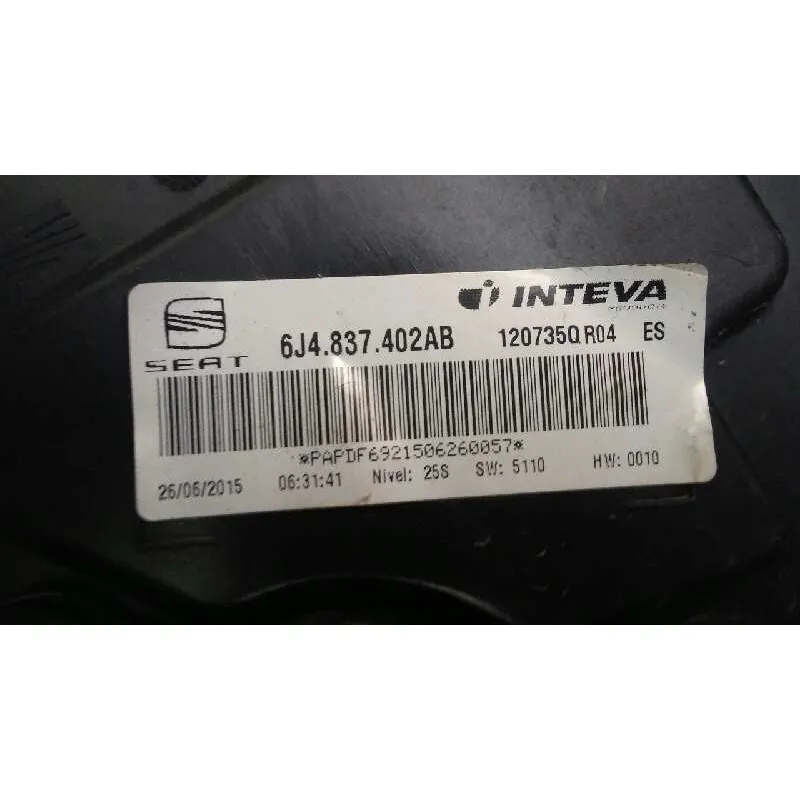 INTEVA
SEAT
6J4.837.402AB 120735Q R04 ES
*PAPDF6921506260057*
26/06/2015 06:31:41 Nivel: 25S SW: 5110 HW: 0010